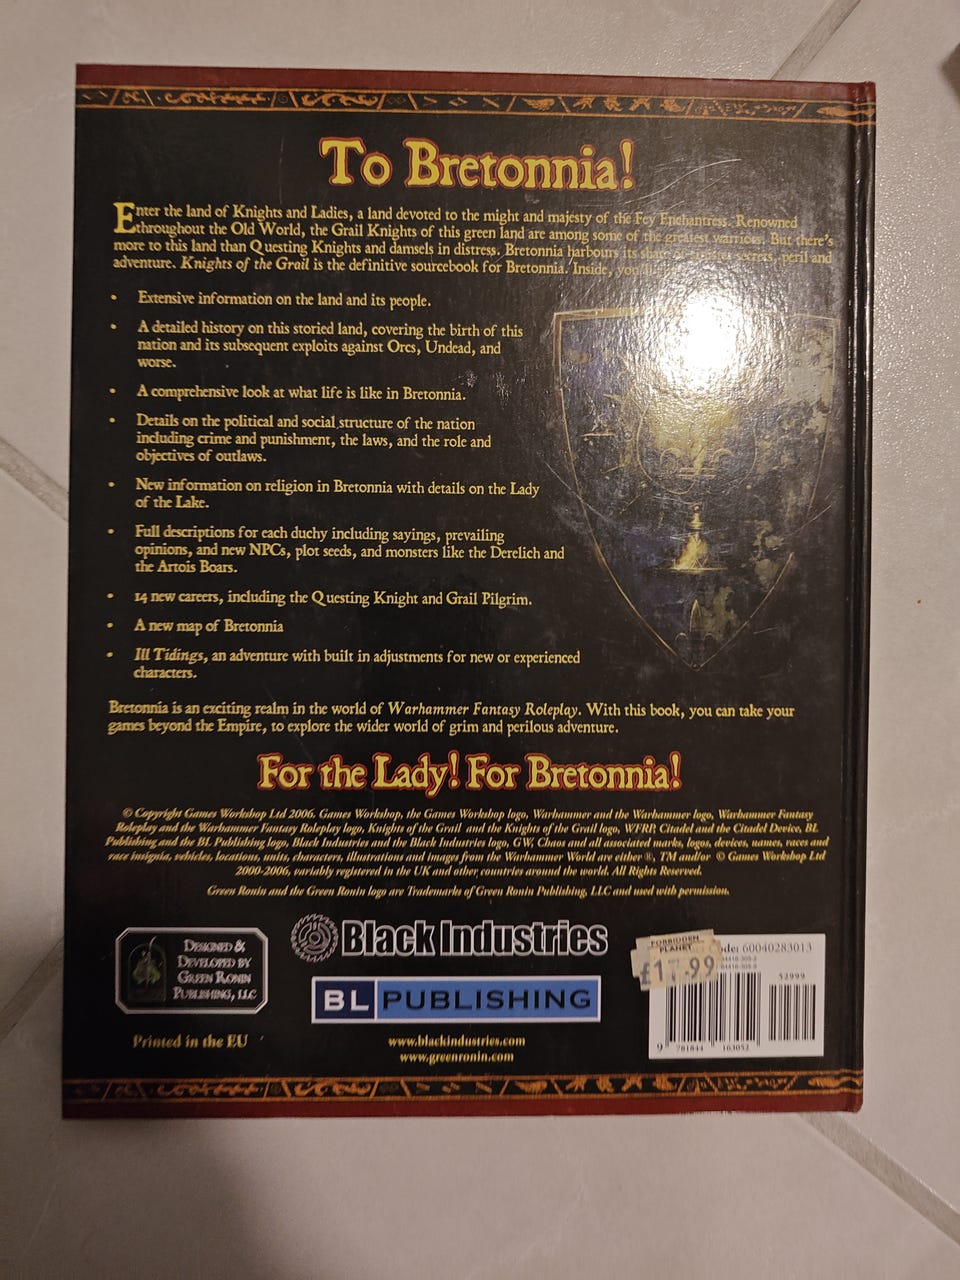 To Bretonnia!
Enter the land of Knights and Ladies, a land devoted to the might and majesty of the Fey Enchantress. Renowned
throughout the Old World, the Grail Knights of this green land are among some of the greatest warriors. But there's
more to this land than Questing Knights and damsels in distress. Bretonnia harbours its share of secrets, peril and
adventure. Knights of the Grail is the definitive sourcebook for Bretonnia. Inside, you'll
• Extensive information on the land and its people.
• A detailed history on this storied land, covering the birth of this
nation and its subsequent exploits against Orcs, Undead, and
worse.
• A comprehensive look at what life is like in Bretonnia.
• Details on the political and social structure of the nation
including crime and punishment, the laws, and the role and
objectives of outlaws.
• New information on religion in Bretonnia with details on the Lady
of the Lake.
• Full descriptions for each duchy including sayings, prevailing
opinions, and new NPCs, plot seeds, and monsters like the Derelich and
the Artois Boars.
• 14 new careers, including the Questing Knight and Grail Pilgrim.
• A new map of Bretonnia
• Ill Tidings, an adventure with built in adjustments for new or experienced
characters.
Bretonnia is an exciting realm in the world of Warhammer Fantasy Roleplay. With this book, you can take your
games beyond the Empire, to explore the wider world of grim and perilous adventure.
For the Lady! For Bretonnia!
© Copyright Games Workshop Ltd 2006. Games Workshop, the Games Workshop logo, Warhammer and the Warhammer logo, Warhammer Fantasy
Roleplay and the Warhammer Fantasy Roleplay logo, Knights of the Grail and the Knights of the Grail logo, WFRP, Citadel and the Citadel Device, BL
Publishing and the BL Publishing logo, Black Industries and the Black Industries logo, GW, Chaos and all associated marks, logos, devices, names, races and
race insignia, vehicles, locations, units, characters, illustrations and images from the Warhammer World are either ®, TM and/or © Games Workshop Ltd
2000-2006, variably registered in the UK and other countries around the world. All Rights Reserved.
Green Ronin and the Green Ronin logo are Trademarks of Green Ronin Publishing, LLC and used with permission.
Designed &
Developed by
Green Ronin
Publishing, LLC
Black Industries
BL PUBLISHING
Printed in the EU
www.blackindustries.com
www.greenronin.com
FORBIDDEN
PLANET
£17.99
Code: 60040283013
52999
9 781844 163052